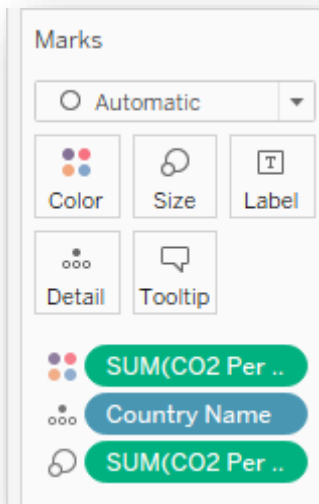 Marks
Automatic
Color Size Label
Detail Tooltip
SUM(CO2 Per ..
Country Name
SUM(CO2 Per ..